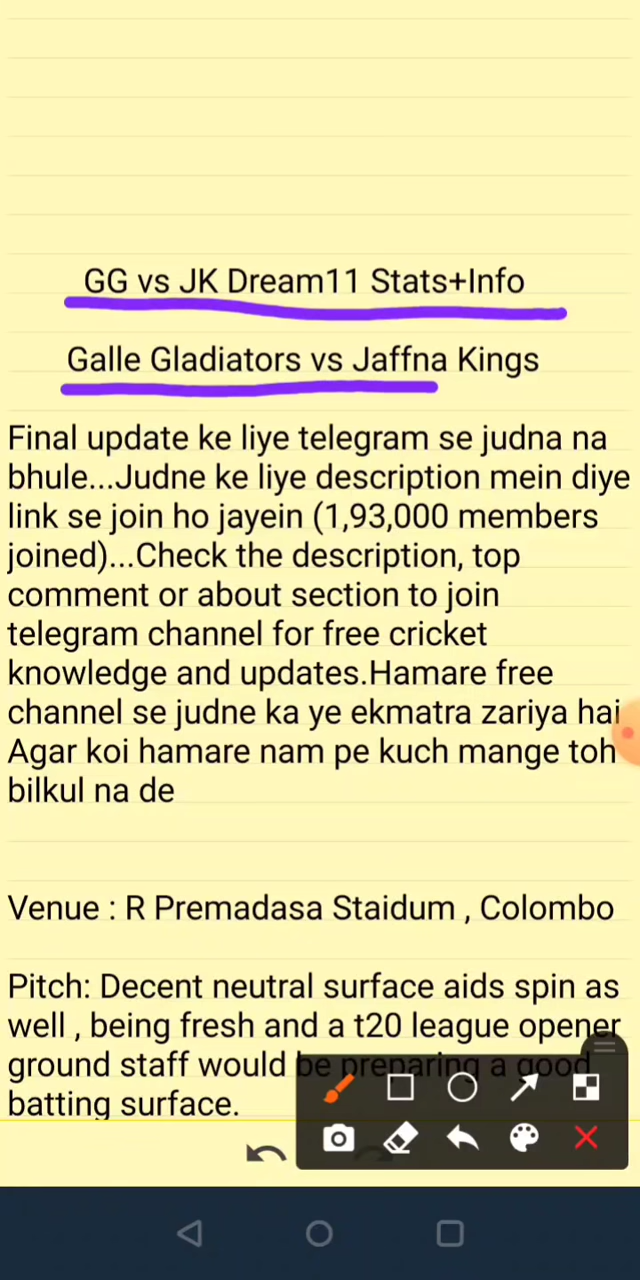 GG vs JK Dream11 Stats+Info
Galle Gladiators vs Jaffna Kings
Final update ke liye telegram se judna na
bhule...Judne ke liye description mein diye
link se join ho jayein (1,93,000 members
joined)...Check the description, top
comment or about section to join
telegram channel for free cricket
knowledge and updates.Hamare free
channel se judne ka ye ekmatra zariya hai
Agar koi hamare nam pe kuch mange toh
bilkul na de
Venue : R Premadasa Staidum , Colombo
Pitch: Decent neutral surface aids spin as
well , being fresh and a t20 league opener
ground staff would be preparing a good
batting surface.